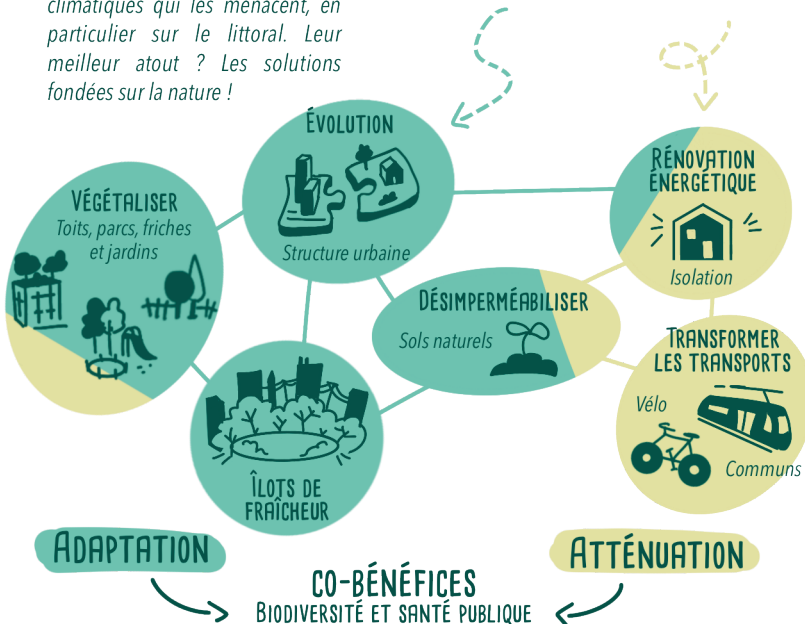 climatiques qui les menacent, en
particulier sur le littoral. Leur
meilleur atout ? Les solutions
fondées sur la nature !
ÉVOLUTION
Structure urbaine
VÉGÉTALISER
Toits, parcs, friches
et jardins
RÉNOVATION
ÉNERGÉTIQUE
Isolation
DÉSIMPERMÉABILISER
Sols naturels
TRANSFORMER
LES TRANSPORTS
Vélo
Communs
ÎLOTS DE
FRAÎCHEUR
ADAPTATION
ATTÉNUATION
CO-BÉNÉFICES
BIODIVERSITÉ ET SANTÉ PUBLIQUE